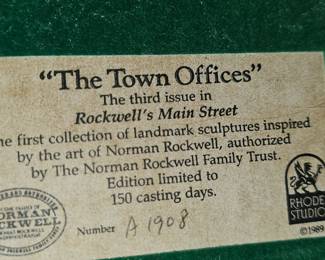 "The Town Offices"
The third issue in
Rockwell's Main Street
he first collection of landmark sculptures inspired
by the art of Norman Rockwell, authorized
by The Norman Rockwell Family Trust.
Edition limited to
150 casting days.
Number A 1908
NORMAN
ROCKWELL
RHODE
STUDIO
©1989